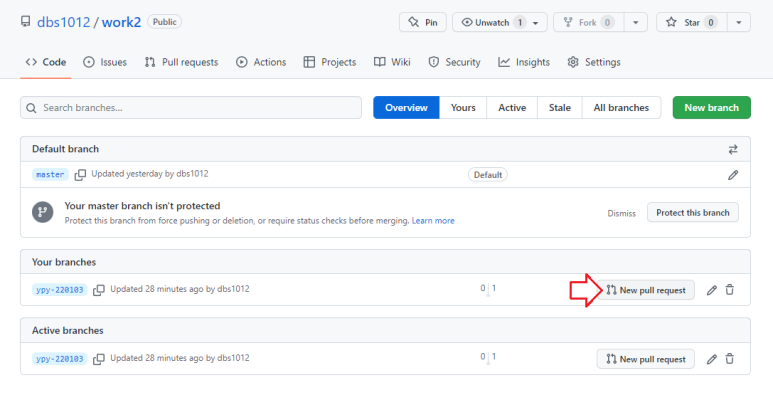 dbs1012 / work2 Public Pin Unwatch 1 Fork 0 Star 0
Code Issues Pull requests Actions Projects Wiki Security Insights Settings
Search branches... Overview Yours Active Stale All branches New branch
Default branch
master Updated yesterday by dbs1012 Default
Your master branch isn't protected
Protect this branch from force pushing or deletion, or require status checks before merging. Learn more
Dismiss Protect this branch
Your branches
ypy-220103 Updated 28 minutes ago by dbs1012 0 1 New pull request
Active branches
ypy-220103 Updated 28 minutes ago by dbs1012 0 1 New pull request